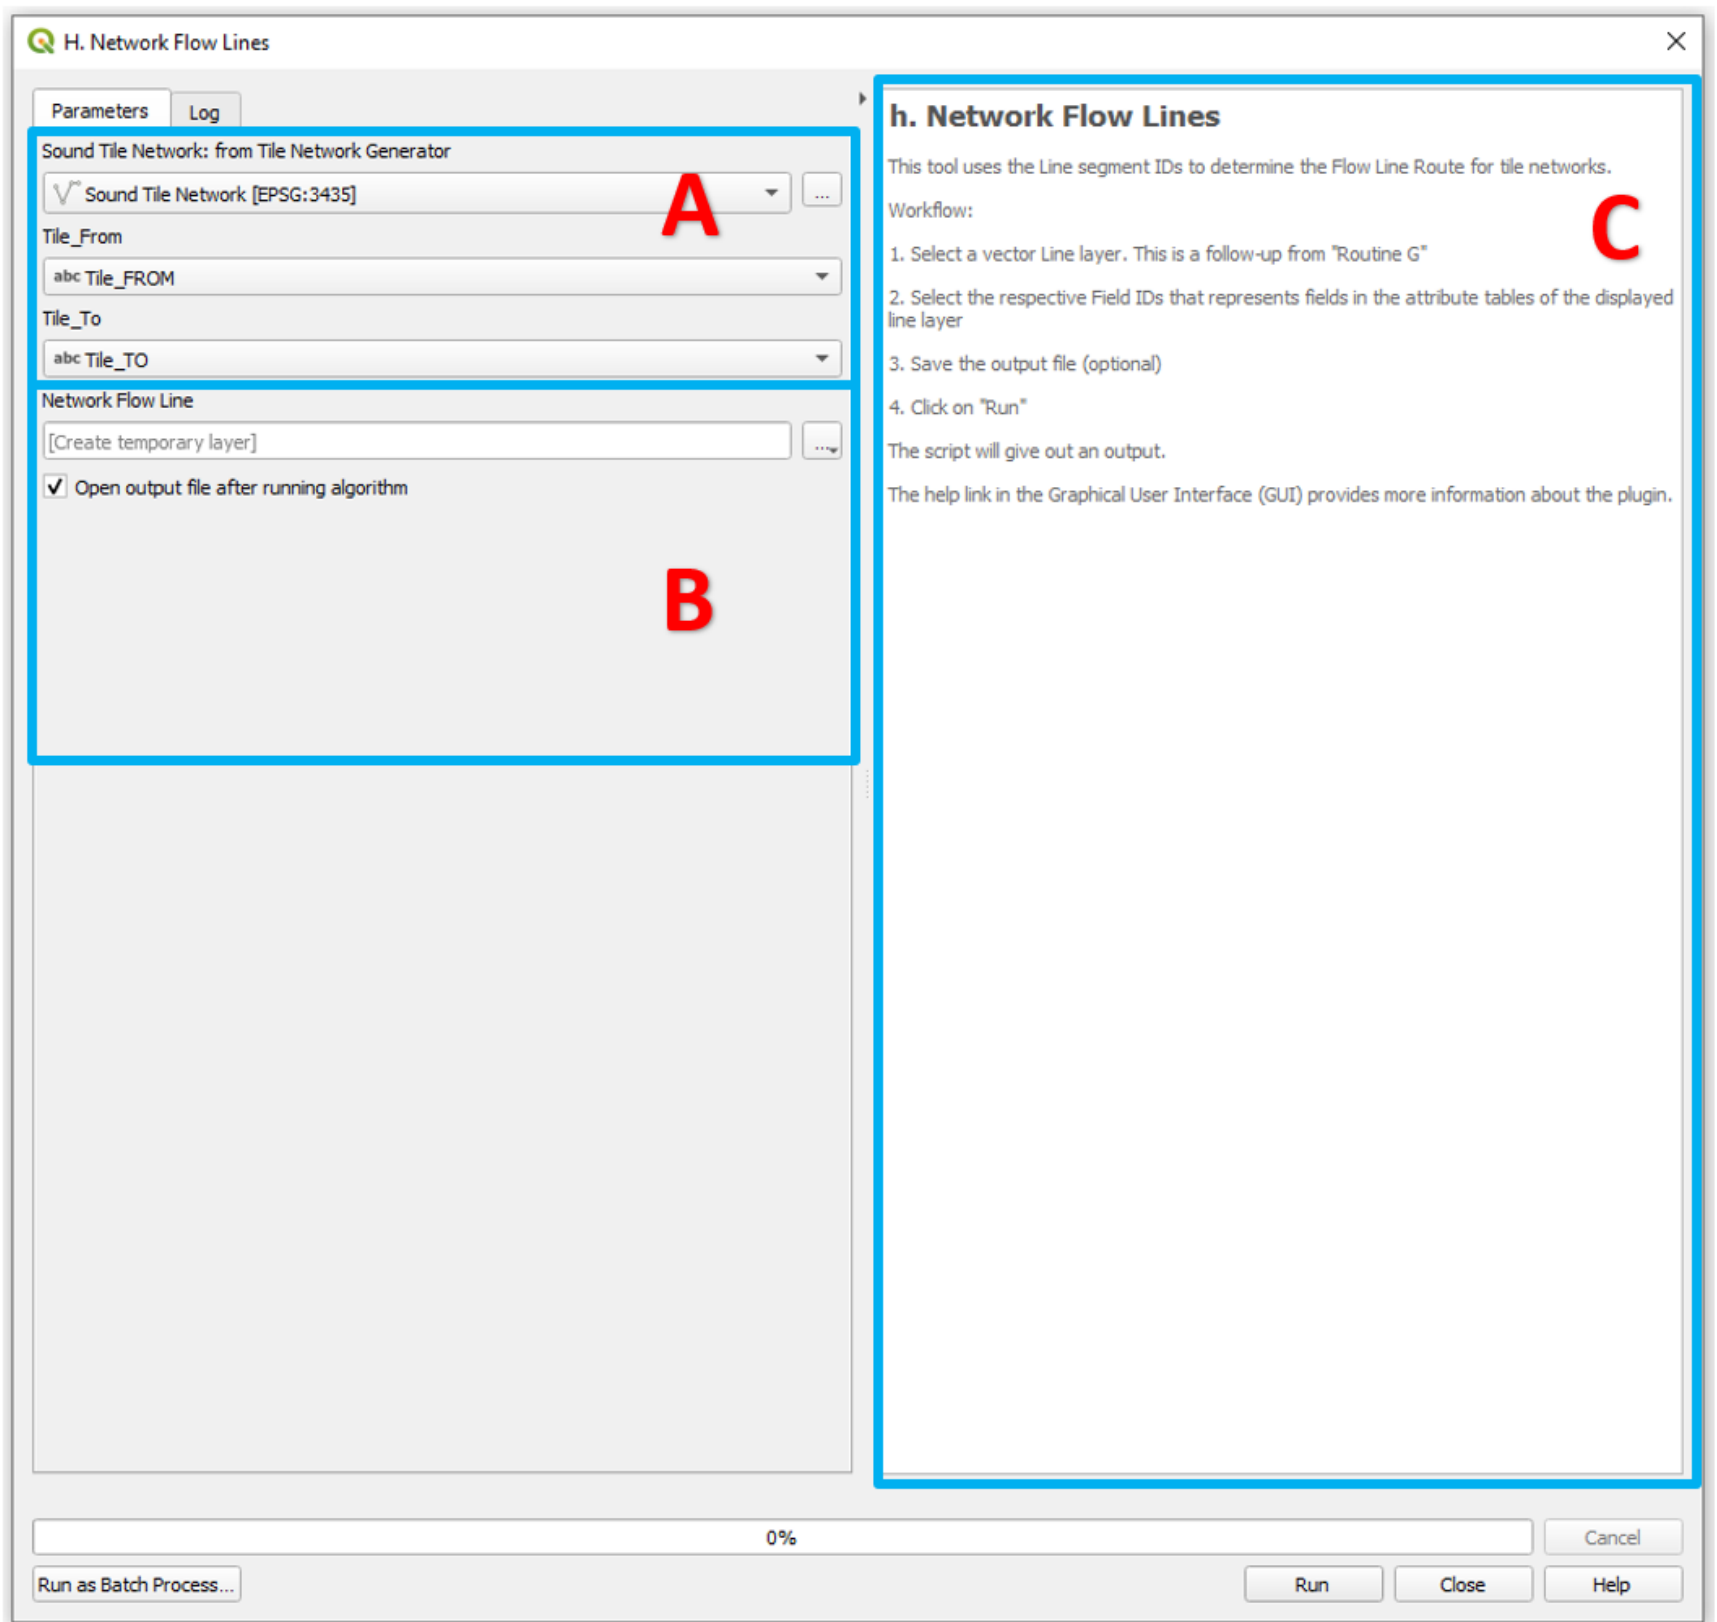 H. Network Flow Lines
Parameters
Log
Sound Tile Network: from Tile Network Generator
Sound Tile Network [EPSG:3435]
...
A
Tile_From
abc Tile_FROM
Tile_To
abc Tile_TO
Network Flow Line
[Create temporary layer]
...
Open output file after running algorithm
B
h. Network Flow Lines
This tool uses the Line segment IDs to determine the Flow Line Route for tile networks.
Workflow:
C
1. Select a vector Line layer. This is a follow-up from "Routine G"
2. Select the respective Field IDs that represents fields in the attribute tables of the displayed
line layer
3. Save the output file (optional)
4. Click on "Run"
The script will give out an output.
The help link in the Graphical User Interface (GUI) provides more information about the plugin.
0%
Cancel
Run as Batch Process...
Run
Close
Help